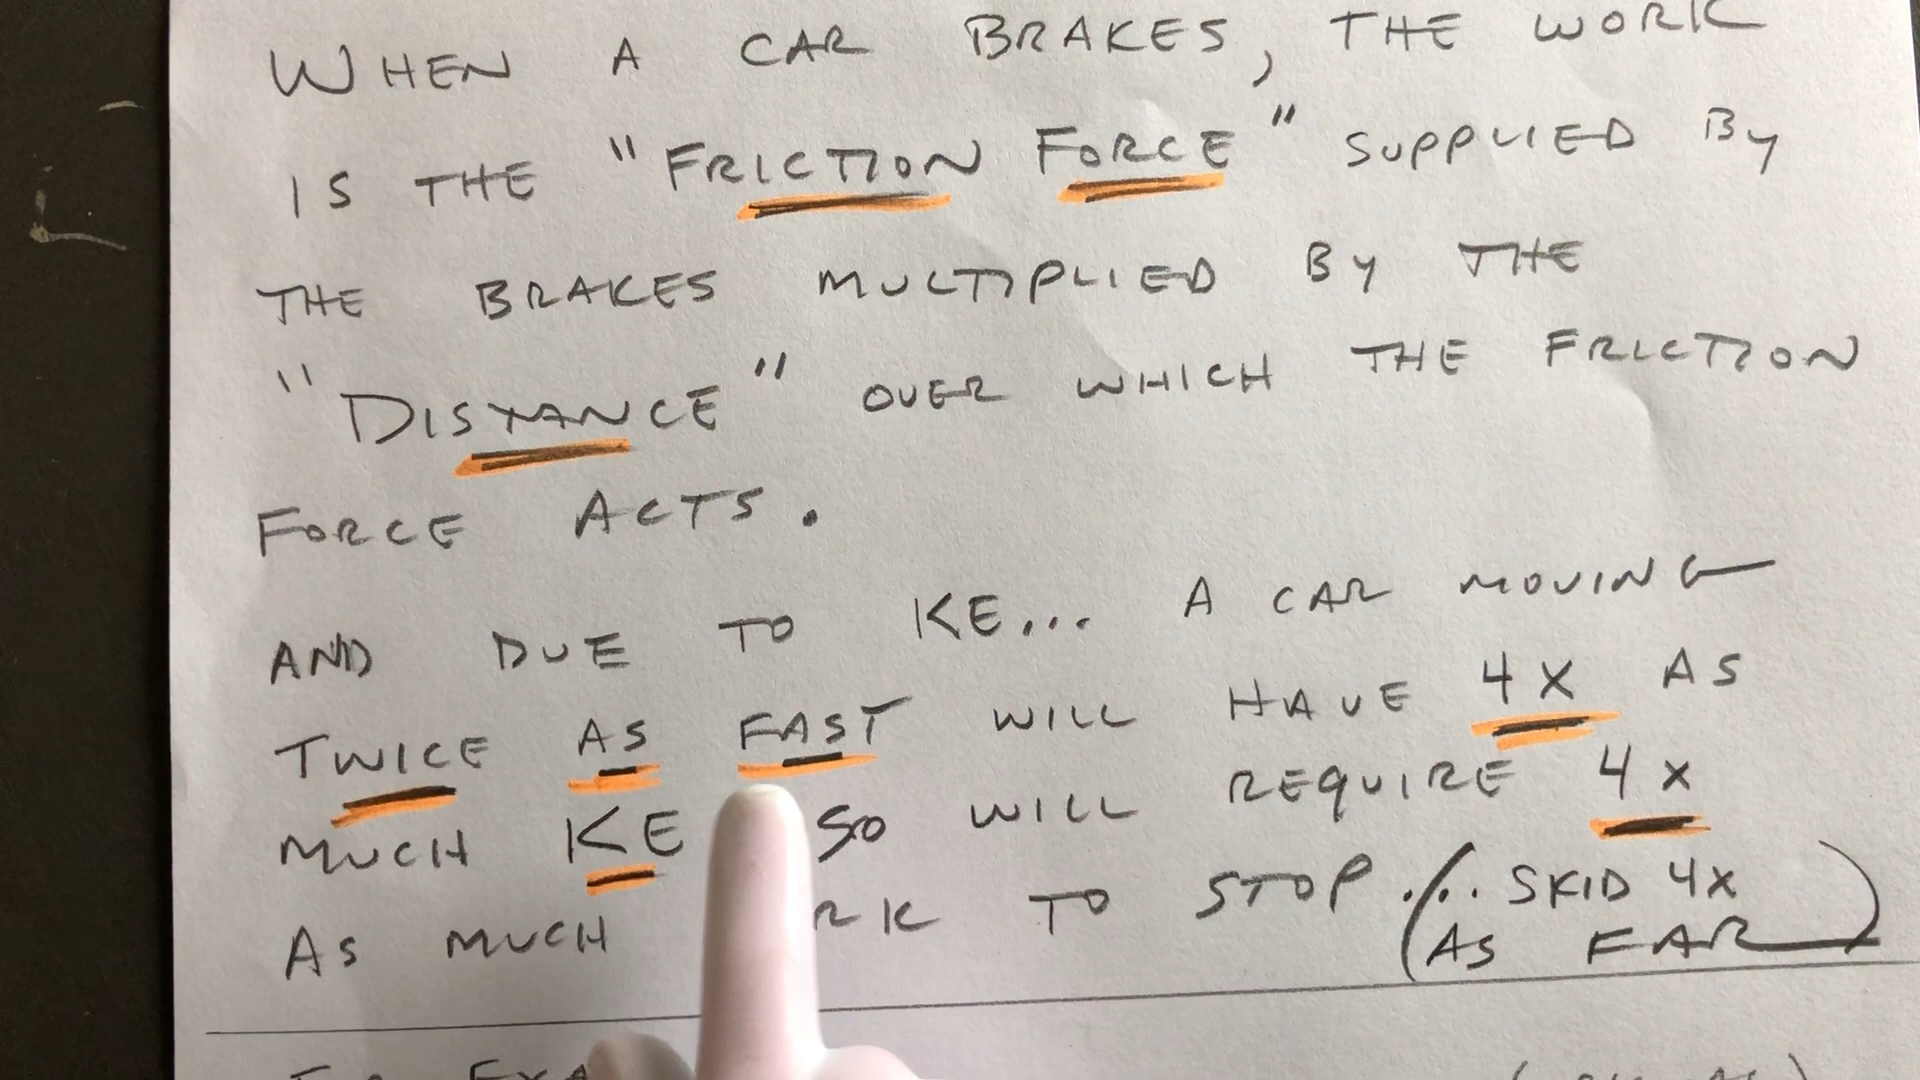 WHEN A CAR BRAKES, THE WORK
IS THE "FRICTION FORCE" SUPPLIED BY
THE BRAKES MULTIPLIED BY THE
"DISTANCE" OVER WHICH THE FRICTION
FORCE ACTS.
AND DUE TO KE... A CAR MOVING
TWICE AS FAST WILL HAVE 4X AS
MUCH KE SO WILL REQUIRE 4X
AS MUCH TO STOP... (SKID 4X
AS FAR)